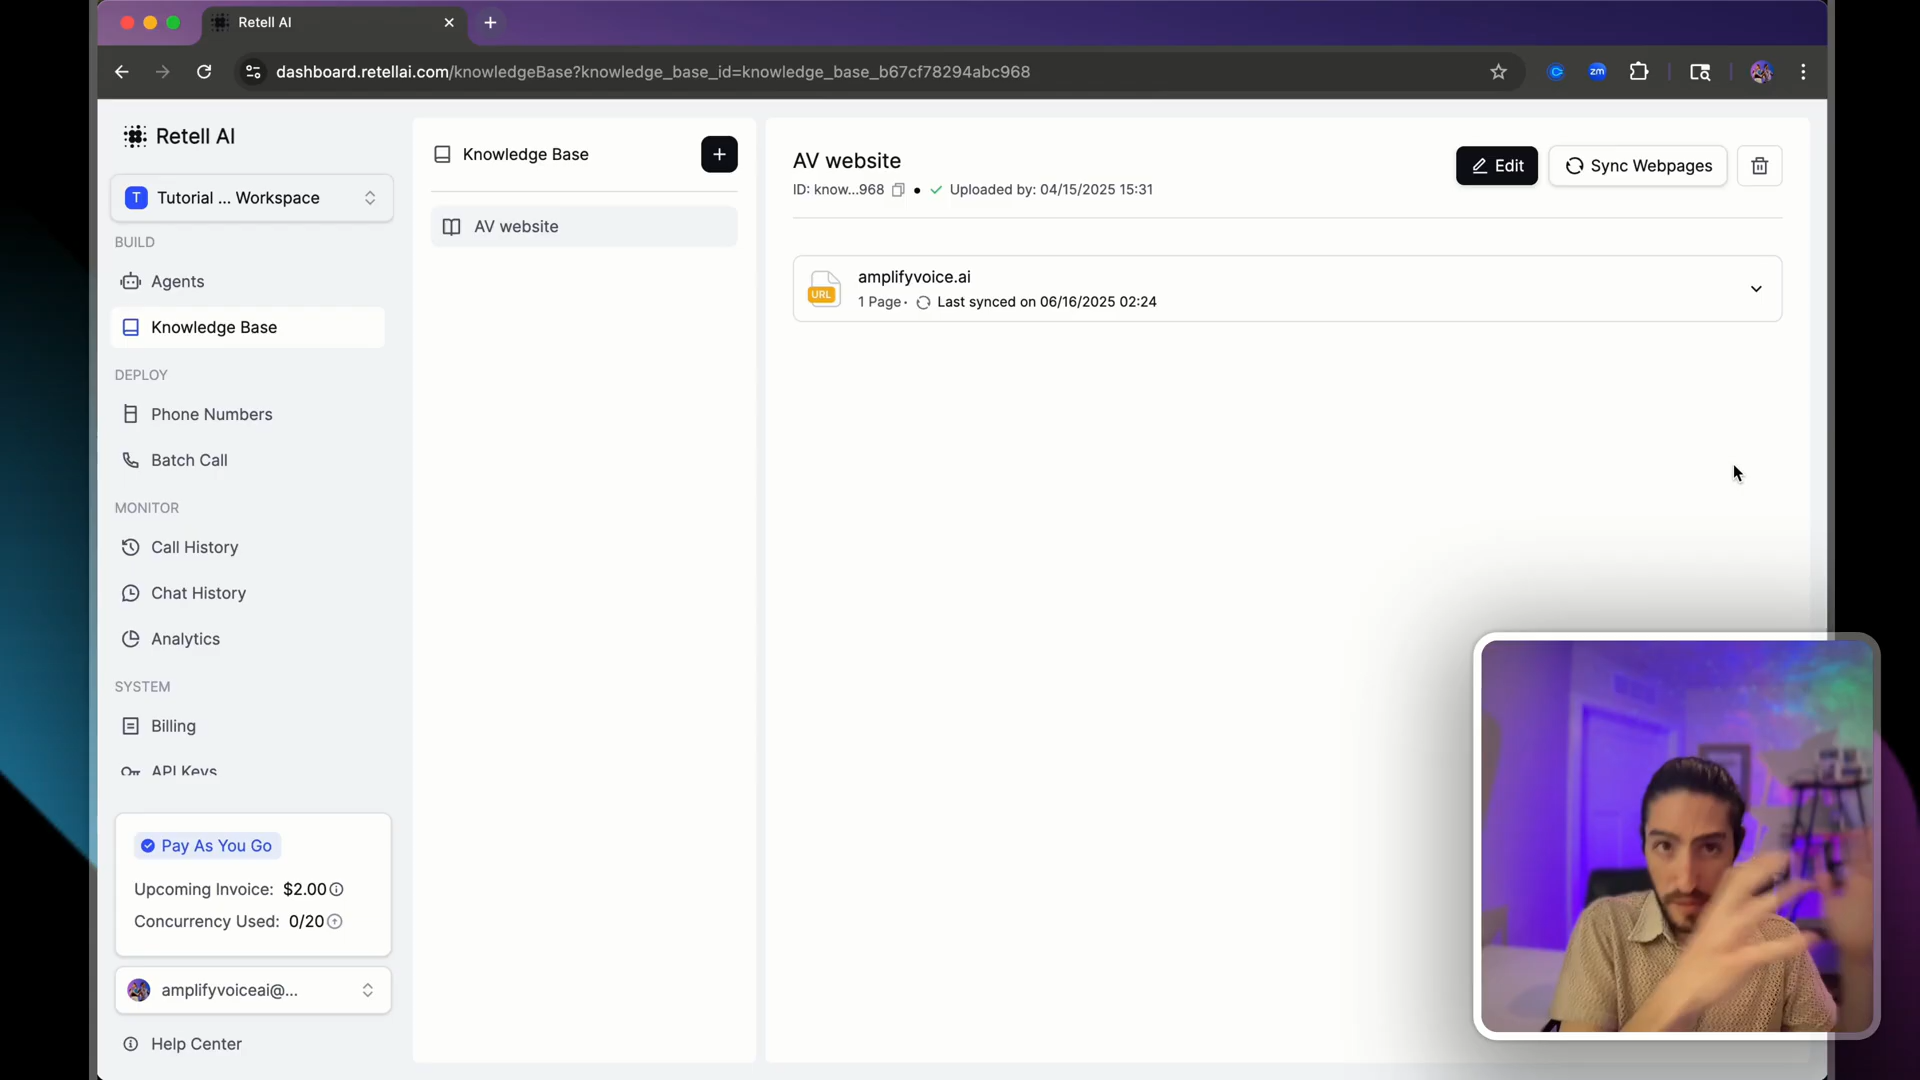 Retell AI
dashboard.retellai.com/knowledgeBase?knowledge_base_id=knowledge_base_b67cf78294abc968
zm
Retell AI
T Tutorial ... Workspace
BUILD
Agents
Knowledge Base
DEPLOY
Phone Numbers
Batch Call
MONITOR
Call History
Chat History
Analytics
SYSTEM
Billing
API Keys
Pay As You Go
Upcoming Invoice: $2.00
Concurrency Used: 0/20
amplifyvoiceai@...
Help Center
Knowledge Base
AV website
AV website
ID: know...968 • Uploaded by: 04/15/2025 15:31
Edit
Sync Webpages
URL
amplifyvoice.ai
1 Page · Last synced on 06/16/2025 02:24